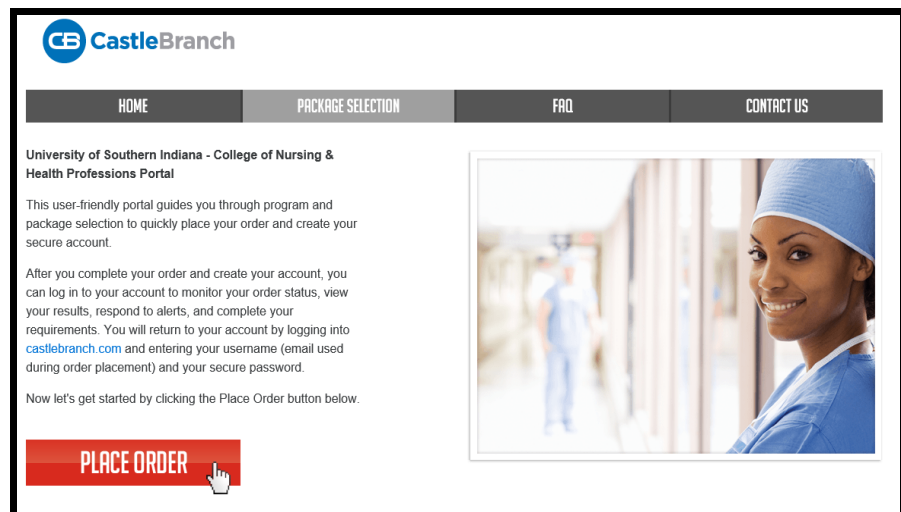 CB CastleBranch
HOME PACKAGE SELECTION FAQ CONTACT US
University of Southern Indiana - College of Nursing &
Health Professions Portal
This user-friendly portal guides you through program and
package selection to quickly place your order and create your
secure account.
After you complete your order and create your account, you
can log in to your account to monitor your order status, view
your results, respond to alerts, and complete your
requirements. You will return to your account by logging into
castlebranch.com and entering your username (email used
during order placement) and your secure password.
Now let's get started by clicking the Place Order button below.
PLACE ORDER